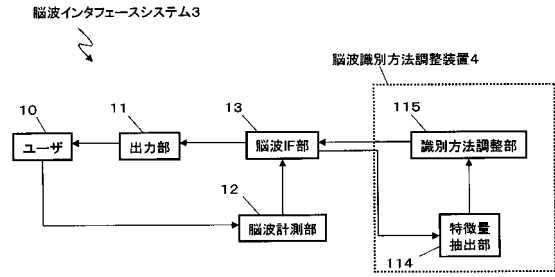 脳波インタフェースシステム3
脳波識別方法調整装置4
10
11
13
115
ユーザ
出力部
脳波IF部
識別方法調整部
12
脳波計測部
特徴量
抽出部
114